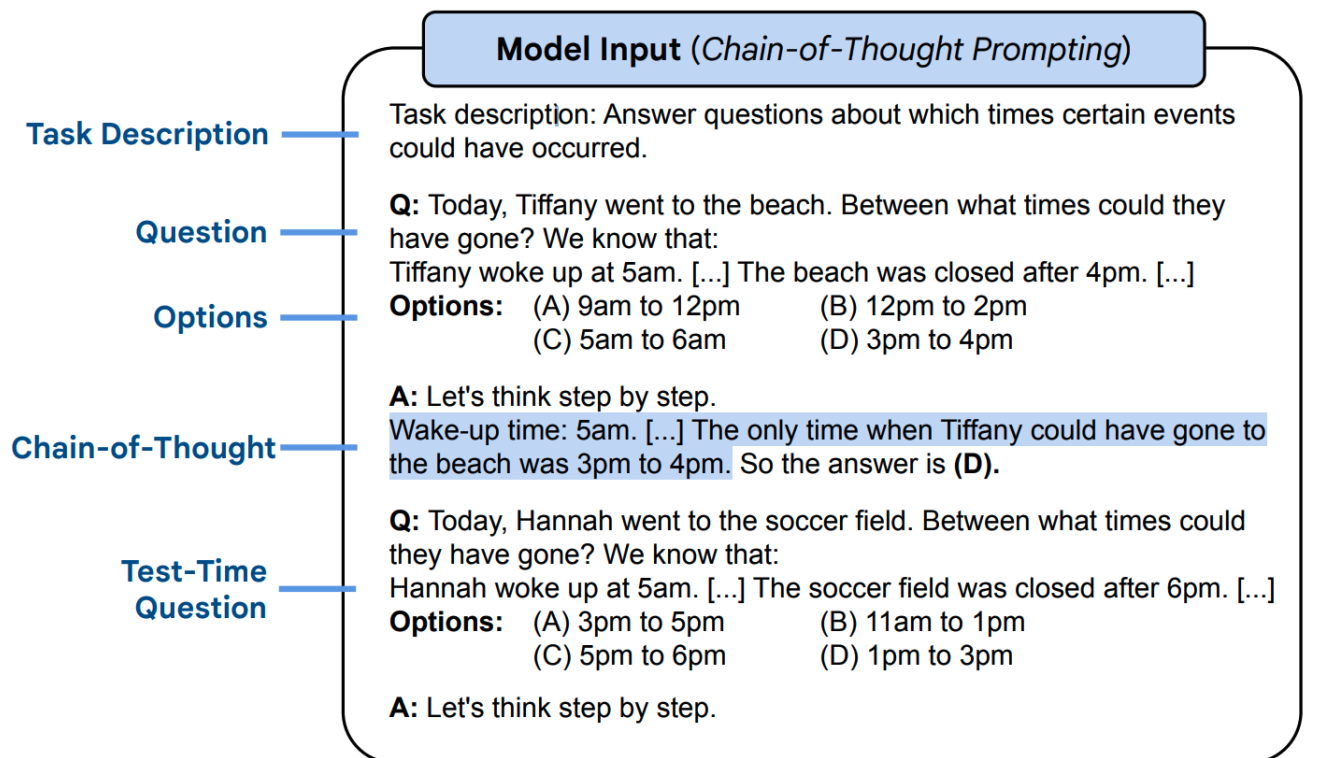 Model Input (Chain-of-Thought Prompting)
Task Description
Task description: Answer questions about which times certain events
could have occurred.
Question
Q: Today, Tiffany went to the beach. Between what times could they
have gone? We know that:
Tiffany woke up at 5am. [...] The beach was closed after 4pm. [...]
Options
Options: (A) 9am to 12pm (B) 12pm to 2pm
(C) 5am to 6am (D) 3pm to 4pm
A: Let's think step by step.
Chain-of-Thought
Wake-up time: 5am. [...] The only time when Tiffany could have gone to
the beach was 3pm to 4pm. So the answer is (D).
Test-Time
Question
Q: Today, Hannah went to the soccer field. Between what times could
they have gone? We know that:
Hannah woke up at 5am. [...] The soccer field was closed after 6pm. [...]
Options: (A) 3pm to 5pm (B) 11am to 1pm
(C) 5pm to 6pm (D) 1pm to 3pm
A: Let's think step by step.